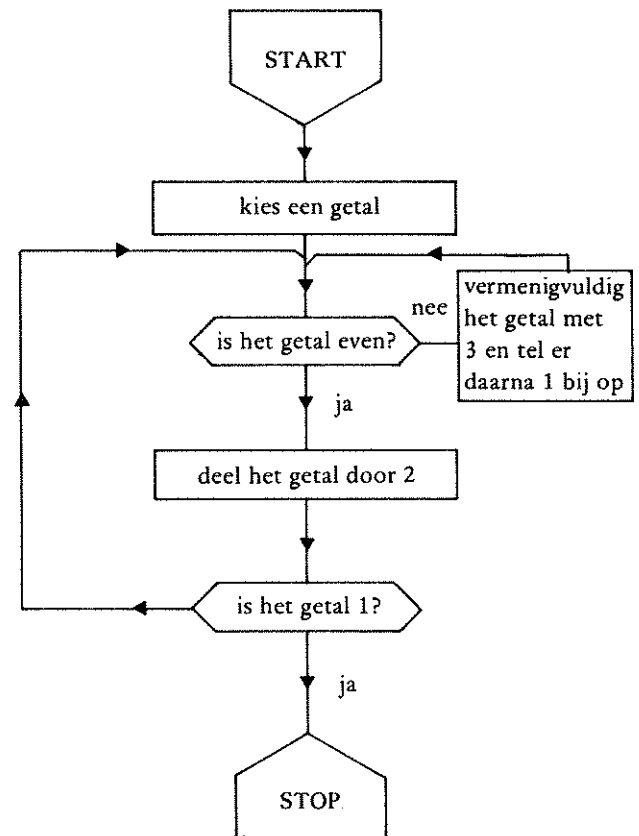 START
kies een getal
nee
vermenigvuldig
het getal met
3 en tel er
daarna 1 bij op
is het getal even?
ja
deel het getal door 2
is het getal 1?
ja
STOP